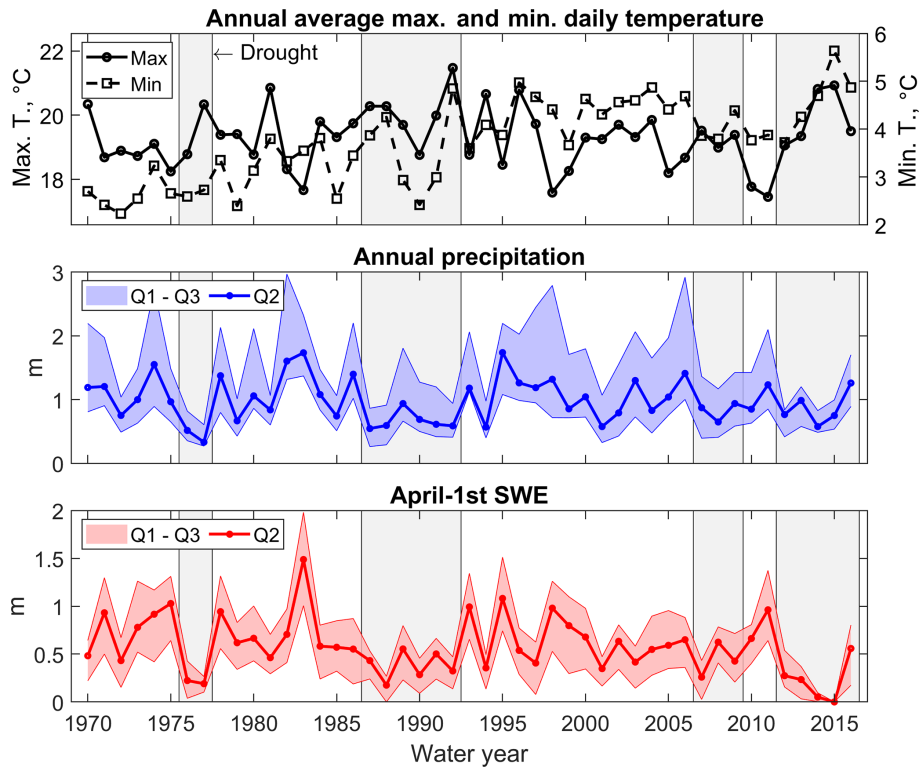 Annual average max. and min. daily temperature
22
20
18
Max. T., °C
Max
Min
← Drought
6
5
4
3
2
Min. T., °C
Annual precipitation
3
2
1
0
m
Q1 - Q3 Q2
April-1st SWE
2
1.5
1
0.5
0
m
Q1 - Q3 Q2
1970 1975 1980 1985 1990 1995 2000 2005 2010 2015
Water year